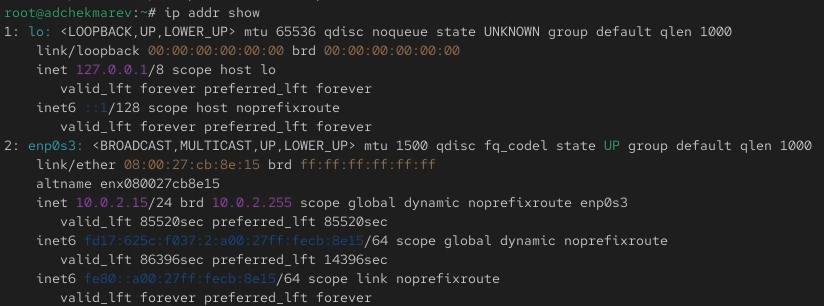 root@adchekmarev:~# ip addr show
1: lo: <LOOPBACK,UP,LOWER_UP> mtu 65536 qdisc noqueue state UNKNOWN group default qlen 1000
    link/loopback 00:00:00:00:00:00 brd 00:00:00:00:00:00
    inet 127.0.0.1/8 scope host lo
       valid_lft forever preferred_lft forever
    inet6 ::1/128 scope host noprefixroute
       valid_lft forever preferred_lft forever
2: enp0s3: <BROADCAST,MULTICAST,UP,LOWER_UP> mtu 1500 qdisc fq_codel state UP group default qlen 1000
    link/ether 08:00:27:cb:8e:15 brd ff:ff:ff:ff:ff:ff
    altname enx080027cb8e15
    inet 10.0.2.15/24 brd 10.0.2.255 scope global dynamic noprefixroute enp0s3
       valid_lft 85520sec preferred_lft 85520sec
    inet6 fd17:625c:f037:2:a00:27ff:fecb:8e15/64 scope global dynamic noprefixroute
       valid_lft 86396sec preferred_lft 14396sec
    inet6 fe80::a00:27ff:fecb:8e15/64 scope link noprefixroute
       valid_lft forever preferred_lft forever